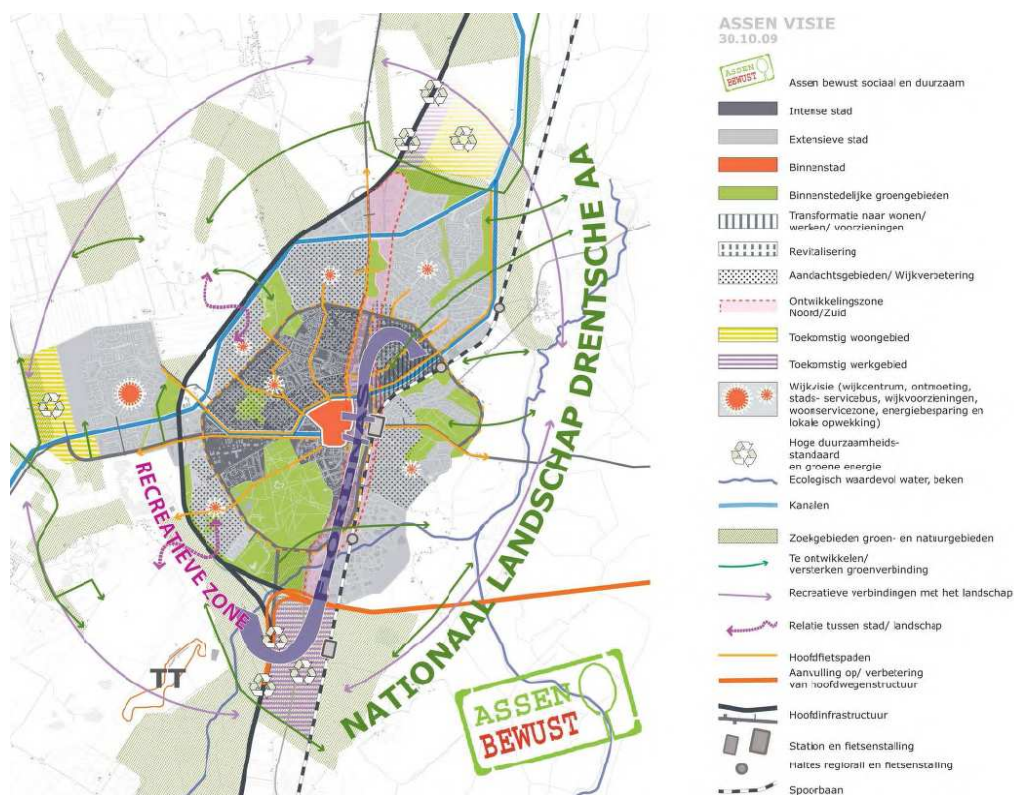 NATIONAAL LANDSCHAP DRENTSCHE AA
RECREATIEVE ZONE
TT
ASSEN
BEWUST
ASSEN VISIE
30.10.09
ASSEN
BEWUST
Assen bewust sociaal en duurzaam
Intense stad
Extensieve stad
Binnenstad
Binnenstedelijke groengebieden
Transformatie naar wonen/
werken/ voorzieningen
Revitalisering
Aandachtsgebieden/ Wijkverbetering
Ontwikkelingszone
Noord/Zuid
Toekomstig woongebied
Toekomstig werkgebied
Wijkvisie (wijkcentrum, ontmoeting,
stads- servicebus, wijkvoorzieningen,
woonservicezone, energiebesparing en
lokale opwekking)
Hoge duurzaamheids-
standaard
en groene energie
Ecologisch waardevol water, beken
Kanalen
Zoekgebieden groen- en natuurgebieden
Te ontwikkelen/
versterken groenverbinding
Recreatieve verbindingen met het landschap
Relatie tussen stad/ landschap
Hoofdfietspaden
Aanvulling op/ verbetering
van hoofdwegenstructuur
Hoofdinfrastructuur
Station en fietsenstalling
Haltes regiorail en fietsenstalling
Spoorbaan